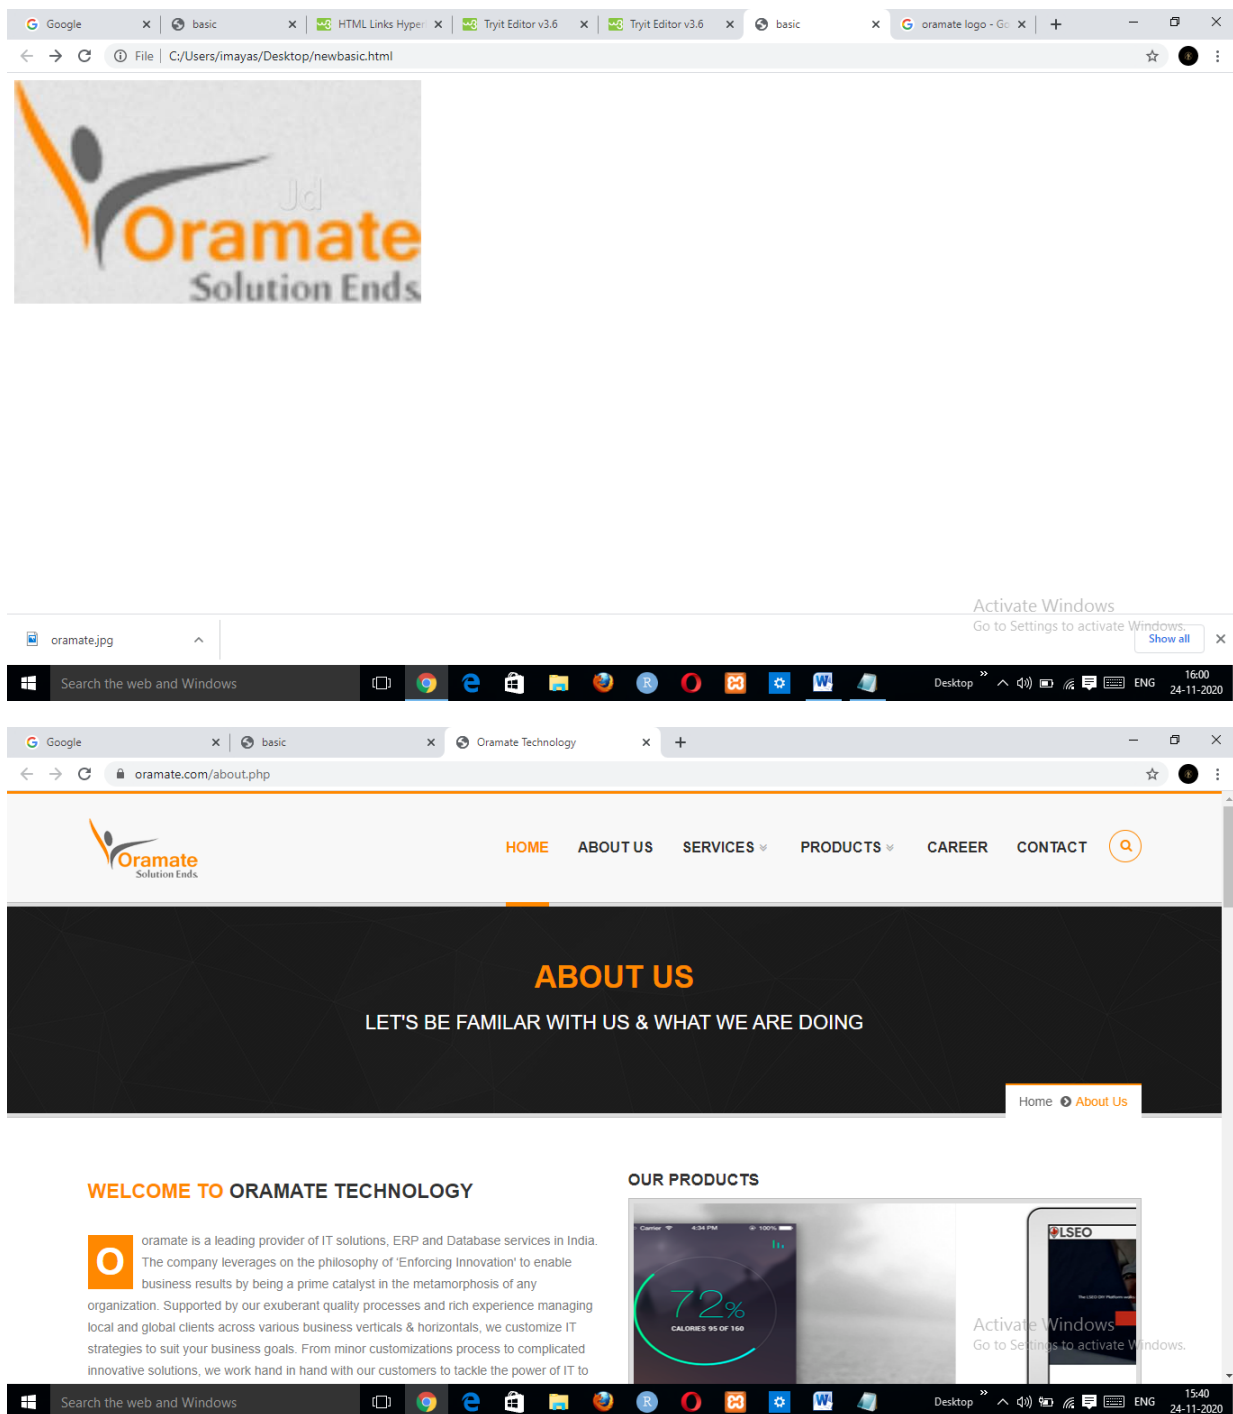 Google
basic
HTML Links Hyper
Tryit Editor v3.6
Tryit Editor v3.6
basic
oramate logo - Go
File C:/Users/imayas/Desktop/newbasic.html
Jd
Oramate
Solution Ends.
Activate Windows
Go to Settings to activate Windows.
oramate.jpg
Show all
Search the web and Windows
Desktop
ENG
16:00
24-11-2020
Google
basic
Oramate Technology
oramate.com/about.php
Oramate
Solution Ends.
HOME ABOUT US SERVICES PRODUCTS CAREER CONTACT
ABOUT US
LET'S BE FAMILAR WITH US & WHAT WE ARE DOING
Home About Us
WELCOME TO ORAMATE TECHNOLOGY
O oramate is a leading provider of IT solutions, ERP and Database services in India.
The company leverages on the philosophy of 'Enforcing Innovation' to enable
business results by being a prime catalyst in the metamorphosis of any
organization. Supported by our exuberant quality processes and rich experience managing
local and global clients across various business verticals & horizontals, we customize IT
strategies to suit your business goals. From minor customizations process to complicated
innovative solutions, we work hand in hand with our customers to tackle the power of IT to
OUR PRODUCTS
Carrier 4:34 PM 100%
72%
CALORIES 95 OF 160
LSEO
Activate Windows
Go to Settings to activate Windows.
Search the web and Windows
Desktop
ENG
15:40
24-11-2020